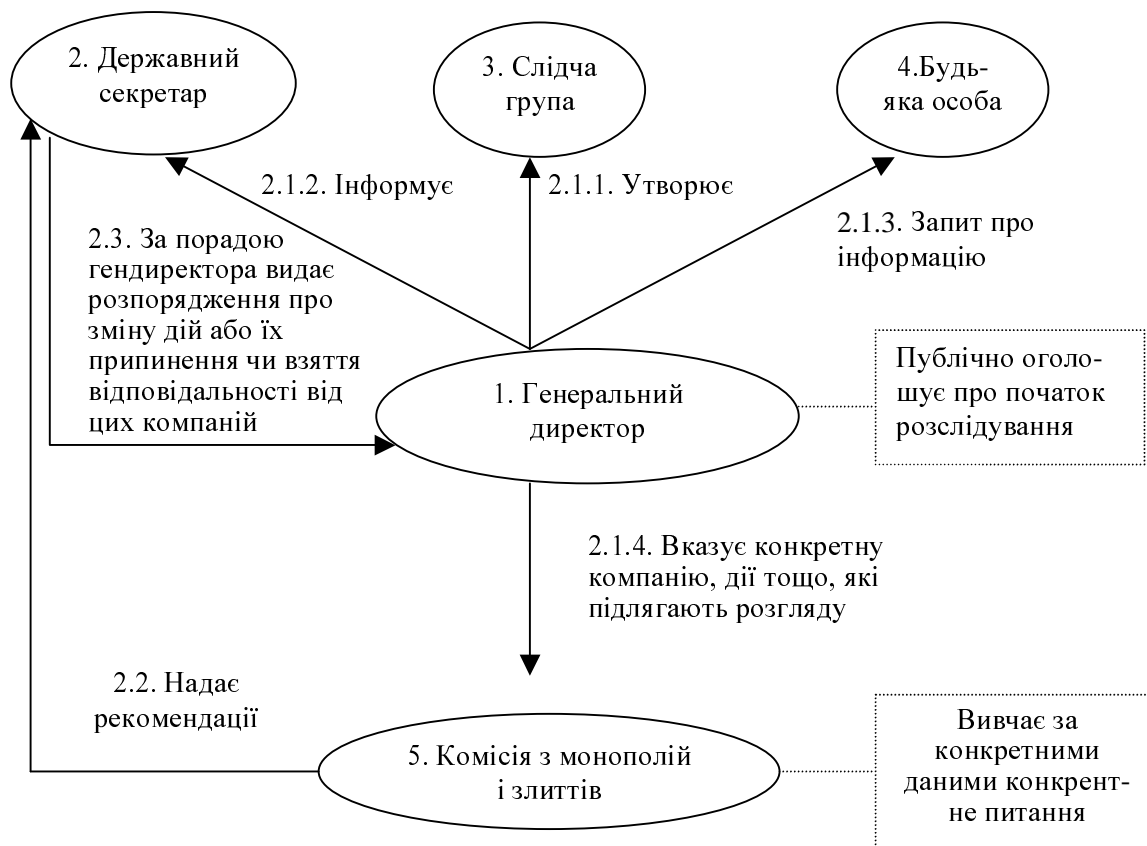 2. Державний
секретар
3. Слідча
група
4.Будь-
яка особа
2.1.2. Інформує
2.1.1. Утворює
2.1.3. Запит про
інформацію
2.3. За порадою
гендиректора видає
розпорядження про
зміну дій або їх
припинення чи взяття
відповідальності від
цих компаній
1. Генеральний
директор
Публічно оголо-
шує про початок
розслідування
2.1.4. Вказує конкретну
компанію, дії тощо, які
підлягають розгляду
2.2. Надає
рекомендації
5. Комісія з монополій
і злиттів
Вивчає за
конкретними
даними конкрент-
не питання